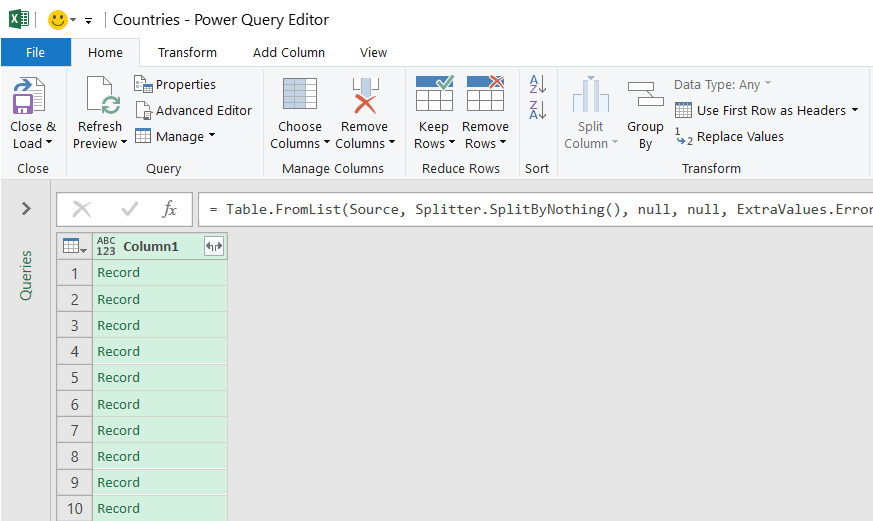 Countries - Power Query Editor
File Home Transform Add Column View
Close & Load
Refresh Preview
Properties
Advanced Editor
Manage
Choose Columns
Remove Columns
Keep Rows
Remove Rows
A Z
Z A
Split Column
Group By
Data Type: Any
Use First Row as Headers
1 2 Replace Values
Close Query Manage Columns Reduce Rows Sort Transform
fx = Table.FromList(Source, Splitter.SplitByNothing(), null, null, ExtraValues.Error
Queries
ABC 123 Column1
1 Record
2 Record
3 Record
4 Record
5 Record
6 Record
7 Record
8 Record
9 Record
10 Record